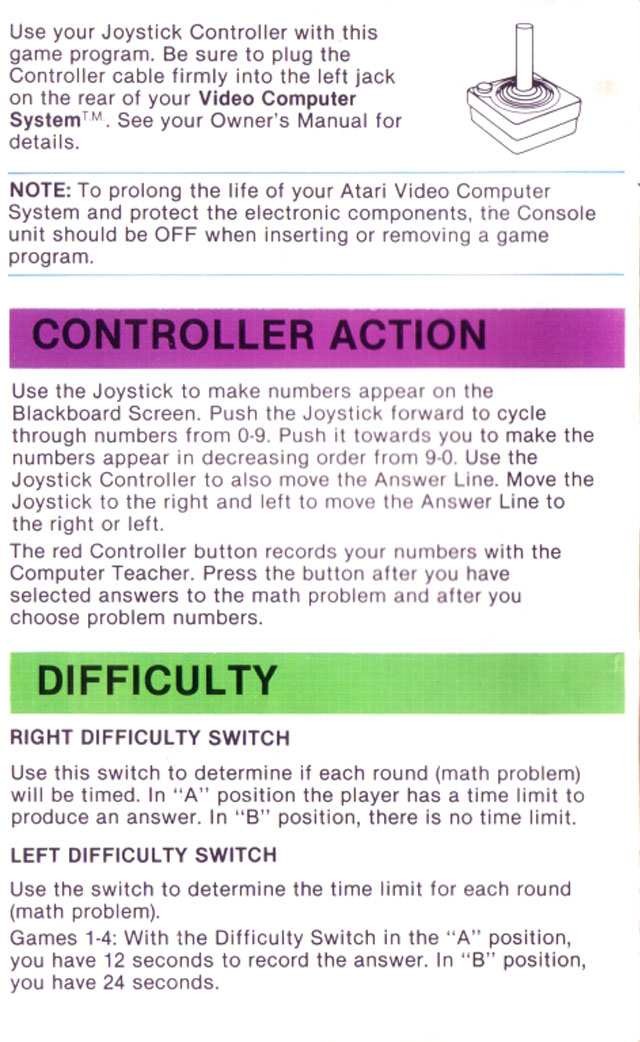 Use your Joystick Controller with this
game program. Be sure to plug the
Controller cable firmly into the left jack
on the rear of your Video Computer
System T.M. . See your Owner's Manual for
details.
NOTE: To prolong the life of your Atari Video Computer
System and protect the electronic components, the Console
unit should be OFF when inserting or removing a game
program.
CONTROLLER ACTION
Use the Joystick to make numbers appear on the
Blackboard Screen. Push the Joystick forward to cycle
through numbers from 0-9. Push it towards you to make the
numbers appear in decreasing order from 9-0. Use the
Joystick Controller to also move the Answer Line. Move the
Joystick to the right and left to move the Answer Line to
the right or left.
The red Controller button records your numbers with the
Computer Teacher. Press the button after you have
selected answers to the math problem and after you
choose problem numbers.
DIFFICULTY
RIGHT DIFFICULTY SWITCH
Use this switch to determine if each round (math problem)
will be timed. In "A" position the player has a time limit to
produce an answer. In "B" position, there is no time limit.
LEFT DIFFICULTY SWITCH
Use the switch to determine the time limit for each round
(math problem).
Games 1-4: With the Difficulty Switch in the "A" position,
you have 12 seconds to record the answer. In "B" position,
you have 24 seconds.